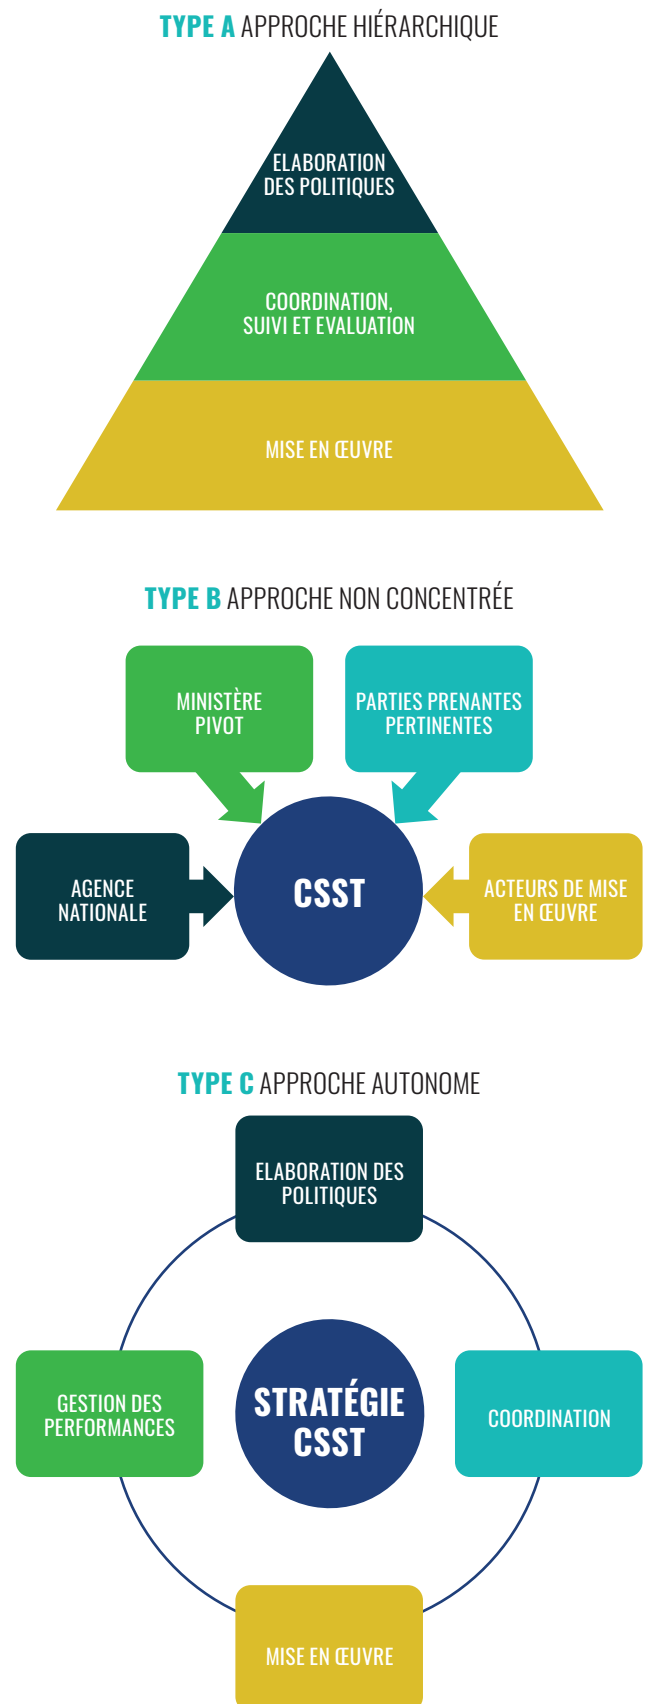 TYPE A APPROCHE HIÉRARCHIQUE
ELABORATION
DES POLITIQUES
COORDINATION,
SUIVI ET EVALUATION
MISE EN ŒUVRE
TYPE B APPROCHE NON CONCENTRÉE
MINISTÈRE
PIVOT
PARTIES PRENANTES
PERTINENTES
AGENCE
NATIONALE
CSST
ACTEURS DE MISE
EN ŒUVRE
TYPE C APPROCHE AUTONOME
ELABORATION DES
POLITIQUES
GESTION DES
PERFORMANCES
STRATÉGIE
CSST
COORDINATION
MISE EN ŒUVRE